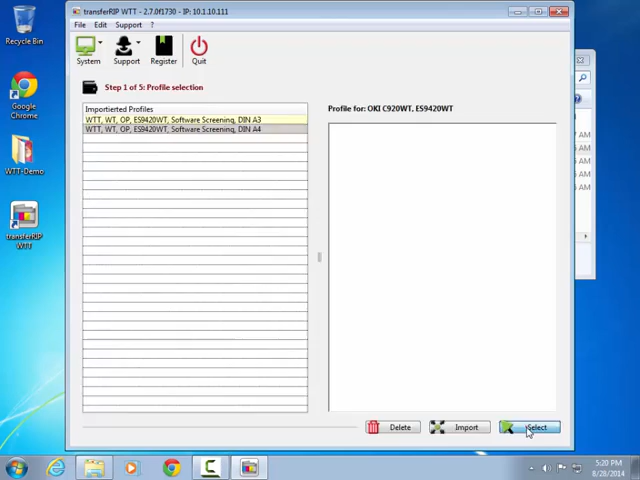 Recycle Bin
Google
Chrome
WTT-Demo
transferRIP
WTT
transferRIP WTT - 2.7.0f1730 - IP: 10.1.10.111
File Edit Support ?
System Support Register Quit
Step 1 of 5: Profile selection
Importierted Profiles
WTT, WT, OP, ES9420WT, Software Screening, DIN A3
WTT, WT, OP, ES9420WT, Software Screening, DIN A4
Profile for: OKI C920WT, ES9420WT
Delete Import Select
7 AM
5:20 PM
8/28/2014